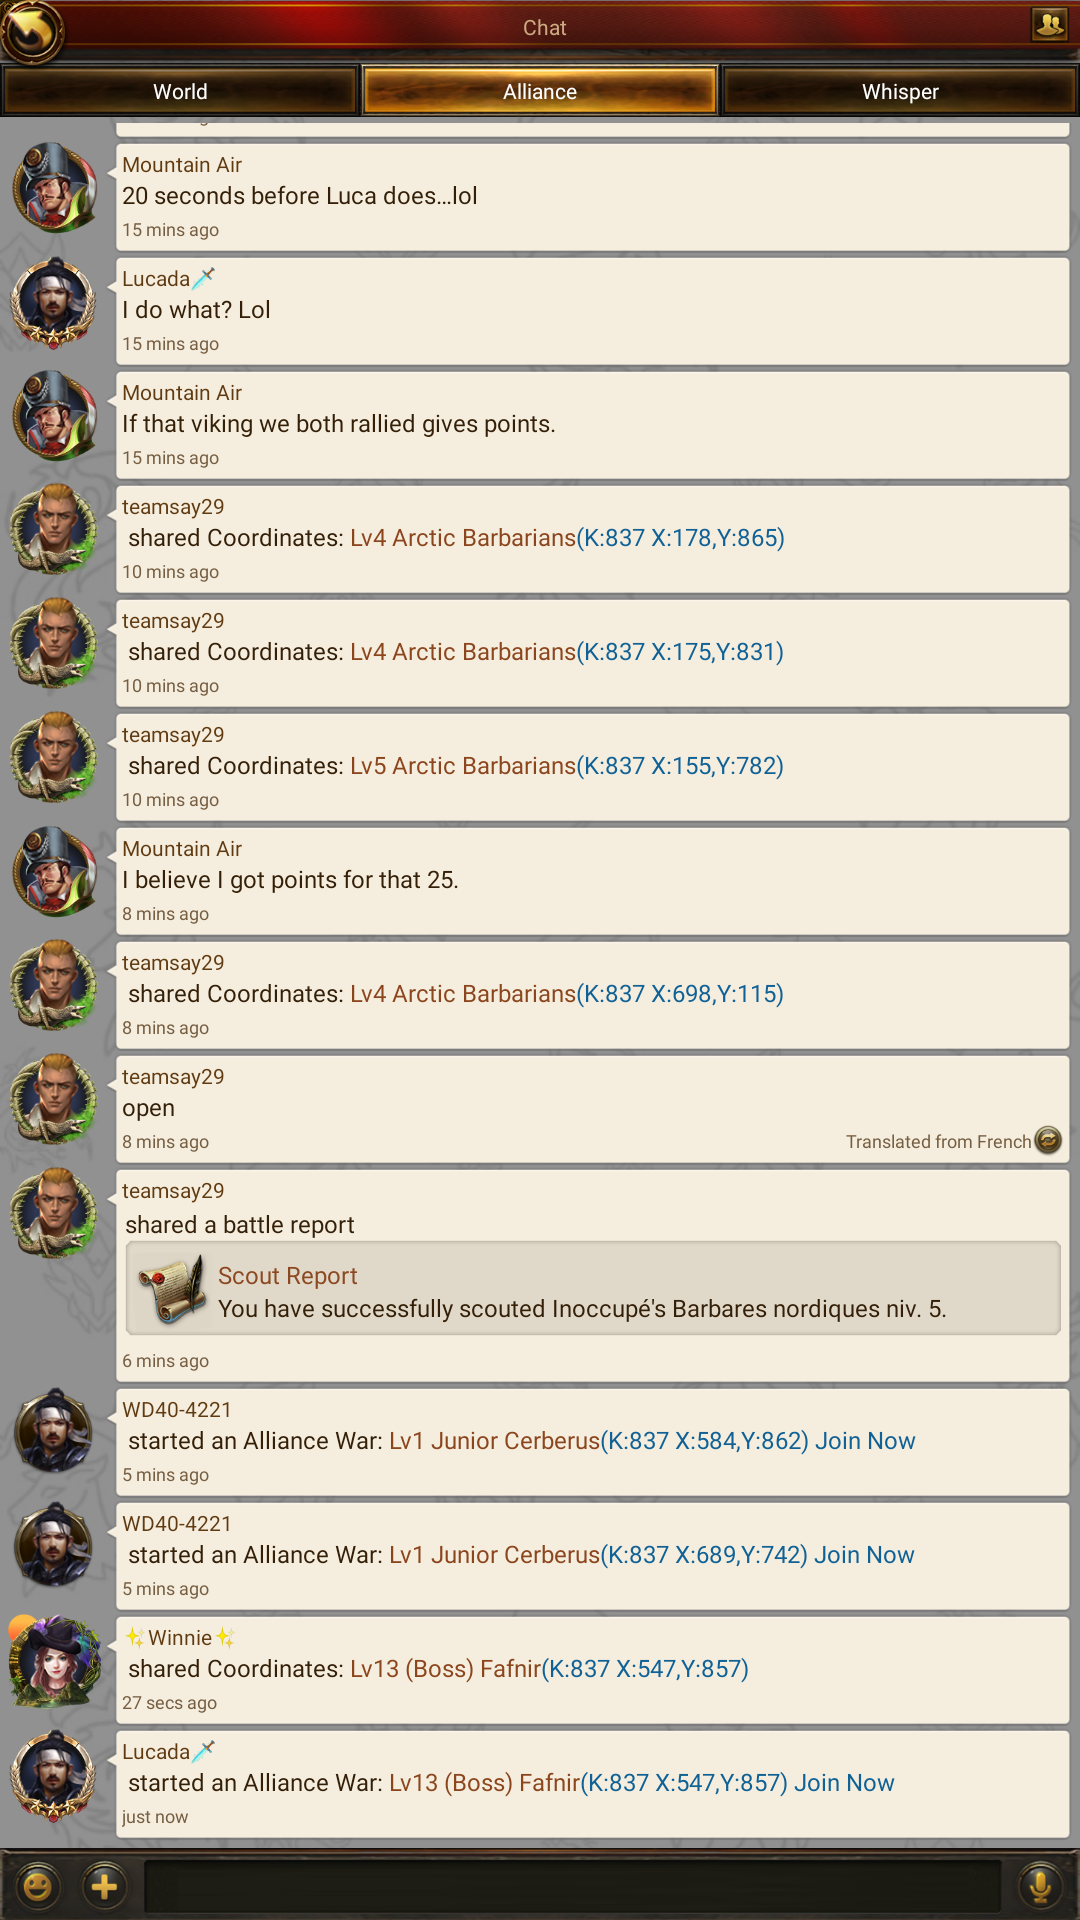 Chat
World
Alliance
Whisper
Mountain Air
20 seconds before Luca does...lol
15 mins ago
Lucada🗡️
I do what? Lol
15 mins ago
Mountain Air
If that viking we both rallied gives points.
15 mins ago
teamsay29
shared Coordinates: Lv4 Arctic Barbarians(K:837 X:178,Y:865)
10 mins ago
teamsay29
shared Coordinates: Lv4 Arctic Barbarians(K:837 X:175,Y:831)
10 mins ago
teamsay29
shared Coordinates: Lv5 Arctic Barbarians(K:837 X:155,Y:782)
10 mins ago
Mountain Air
I believe I got points for that 25.
8 mins ago
teamsay29
shared Coordinates: Lv4 Arctic Barbarians(K:837 X:698,Y:115)
8 mins ago
teamsay29
open
8 mins ago
Translated from French
teamsay29
shared a battle report
Scout Report
You have successfully scouted Inoccupé's Barbares nordiques niv. 5.
6 mins ago
WD40-4221
started an Alliance War: Lv1 Junior Cerberus(K:837 X:584,Y:862) Join Now
5 mins ago
WD40-4221
started an Alliance War: Lv1 Junior Cerberus(K:837 X:689,Y:742) Join Now
5 mins ago
✨Winnie✨
shared Coordinates: Lv13 (Boss) Fafnir(K:837 X:547,Y:857)
27 secs ago
Lucada🗡️
started an Alliance War: Lv13 (Boss) Fafnir(K:837 X:547,Y:857) Join Now
just now